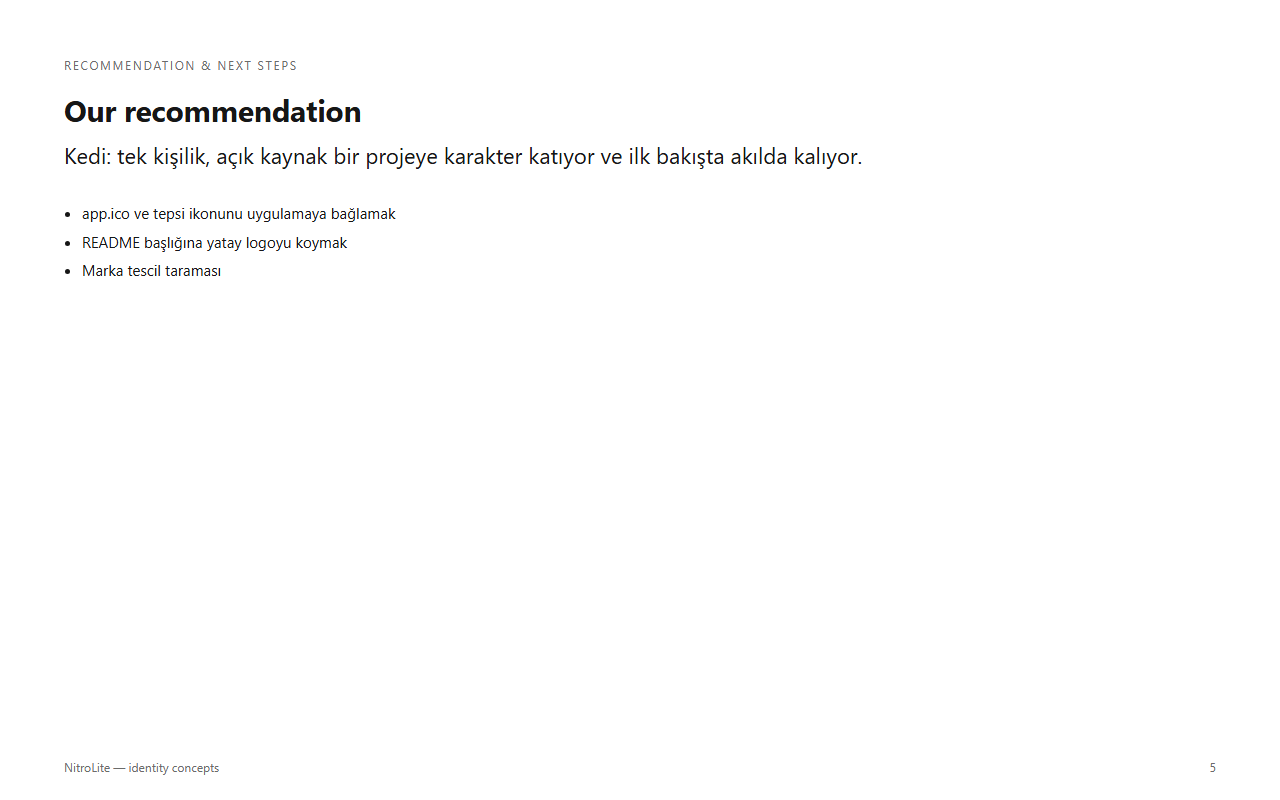 RECOMMENDATION & NEXT STEPS
Our recommendation
Kedi: tek kişilik, açık kaynak bir projeye karakter katıyor ve ilk bakışta akılda kalıyor.
• app.ico ve tepsi ikonunu uygulamaya bağlamak
• README başlığına yatay logoyu koymak
• Marka tescil taraması
NitroLite — identity concepts
5